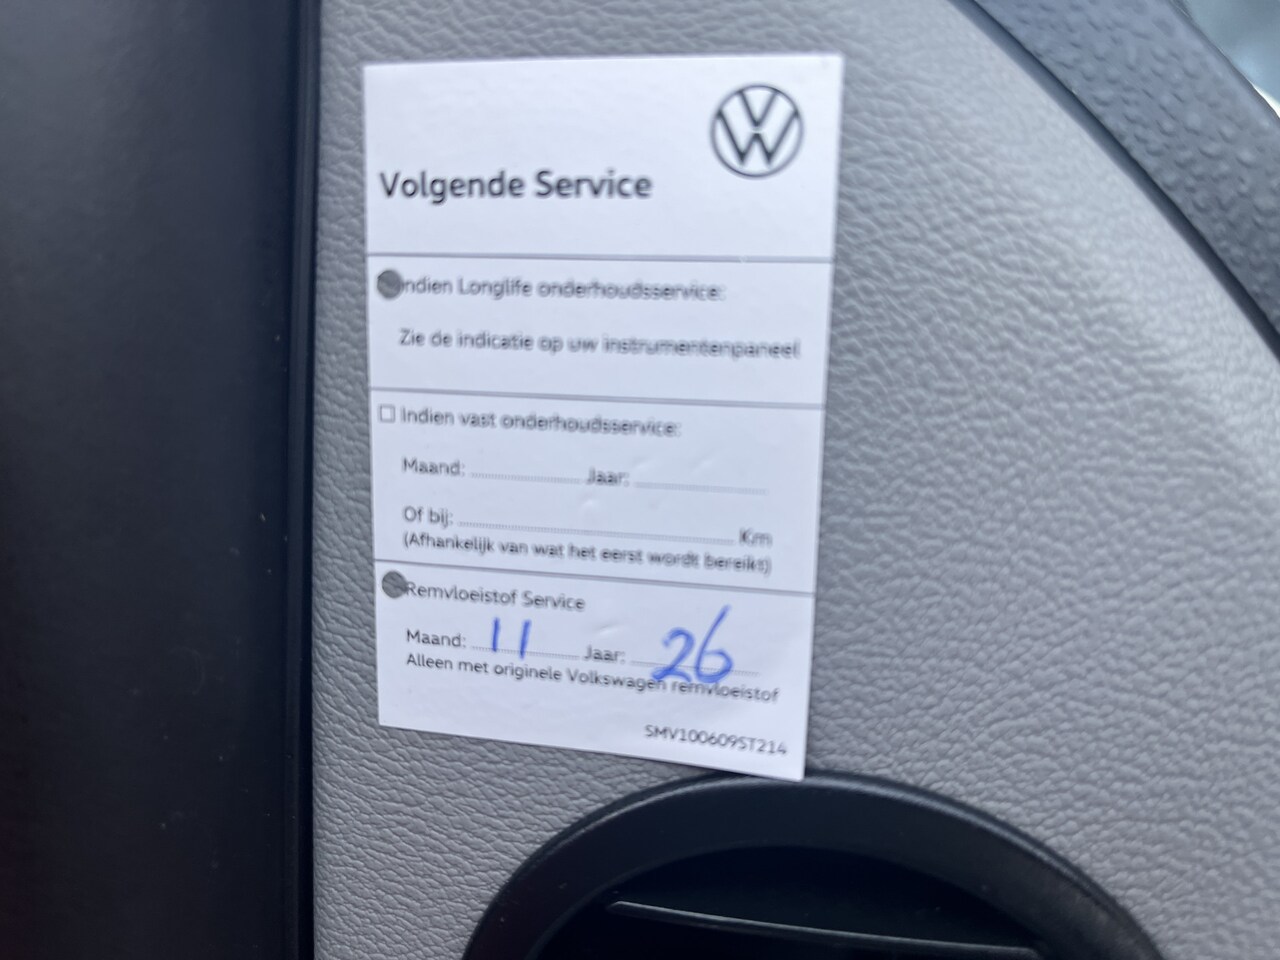 Volgende Service
Indien Longlife onderhoudsservice:
Zie de indicatie op uw instrumentenpaneel
Indien vast onderhoudsservice:
Maand: Jaar:
Of bij: Km
(Afhankelijk van wat het eerst wordt bereikt)
Remvloeistof Service
Maand: 11 Jaar: 26
Alleen met originele Volkswagen remvloeistof
SMV100609ST214